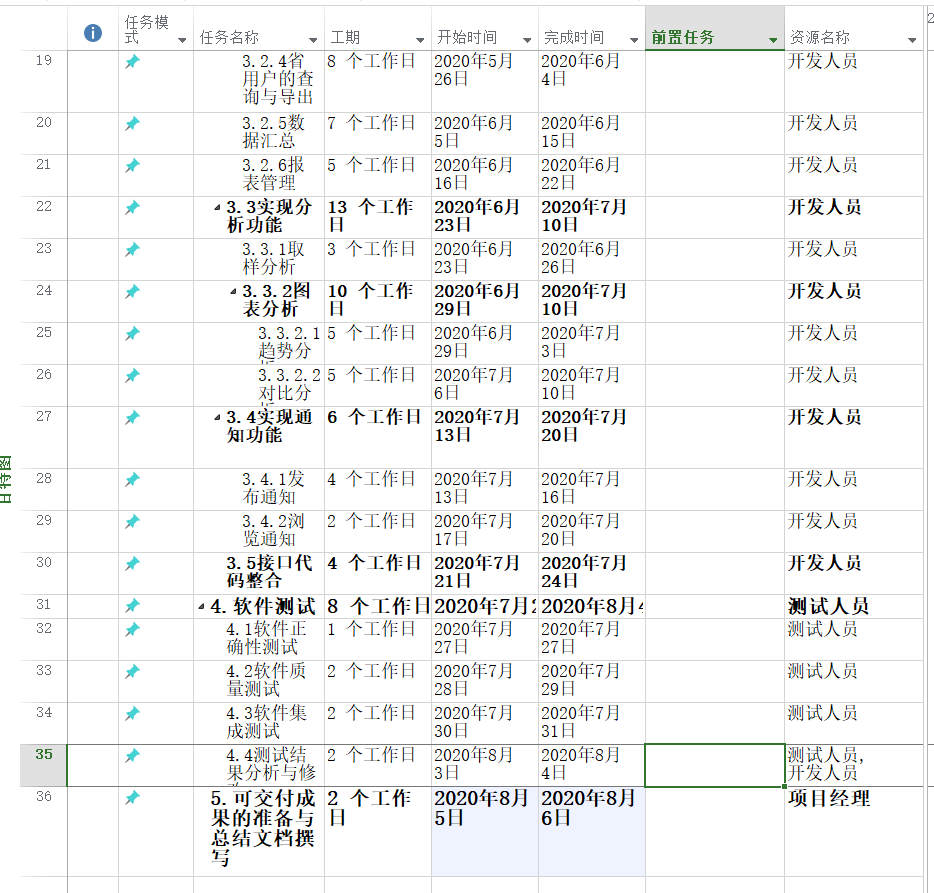 任务模式
任务名称
工期
开始时间
完成时间
前置任务
资源名称
19 3.2.4省用户的查询与导出 8 个工作日 2020年5月26日 2020年6月4日 开发人员
20 3.2.5数据汇总 7 个工作日 2020年6月5日 2020年6月15日 开发人员
21 3.2.6报表管理 5 个工作日 2020年6月16日 2020年6月22日 开发人员
22 3.3实现分析功能 13 个工作日 2020年6月23日 2020年7月10日 开发人员
23 3.3.1取样分析 3 个工作日 2020年6月23日 2020年6月26日 开发人员
24 3.3.2图表分析 10 个工作日 2020年6月29日 2020年7月10日 开发人员
25 3.3.2.1趋势分 5 个工作日 2020年6月29日 2020年7月3日 开发人员
26 3.3.2.2对比分 5 个工作日 2020年7月6日 2020年7月10日 开发人员
27 3.4实现通知功能 6 个工作日 2020年7月13日 2020年7月20日 开发人员
28 3.4.1发布通知 4 个工作日 2020年7月13日 2020年7月16日 开发人员
29 3.4.2浏览通知 2 个工作日 2020年7月17日 2020年7月20日 开发人员
30 3.5接口代码整合 4 个工作日 2020年7月21日 2020年7月24日 开发人员
31 4.软件测试 8 个工作日 2020年7月2 2020年8月4 测试人员
32 4.1软件正确性测试 1 个工作日 2020年7月27日 2020年7月27日 测试人员
33 4.2软件质量测试 2 个工作日 2020年7月28日 2020年7月29日 测试人员
34 4.3软件集成测试 2 个工作日 2020年7月30日 2020年7月31日 测试人员
35 4.4测试结果分析与修 2 个工作日 2020年8月3日 2020年8月4日 测试人员,开发人员
36 5.可交付成果的准备与总结文档撰写 2 个工作日 2020年8月5日 2020年8月6日 项目经理